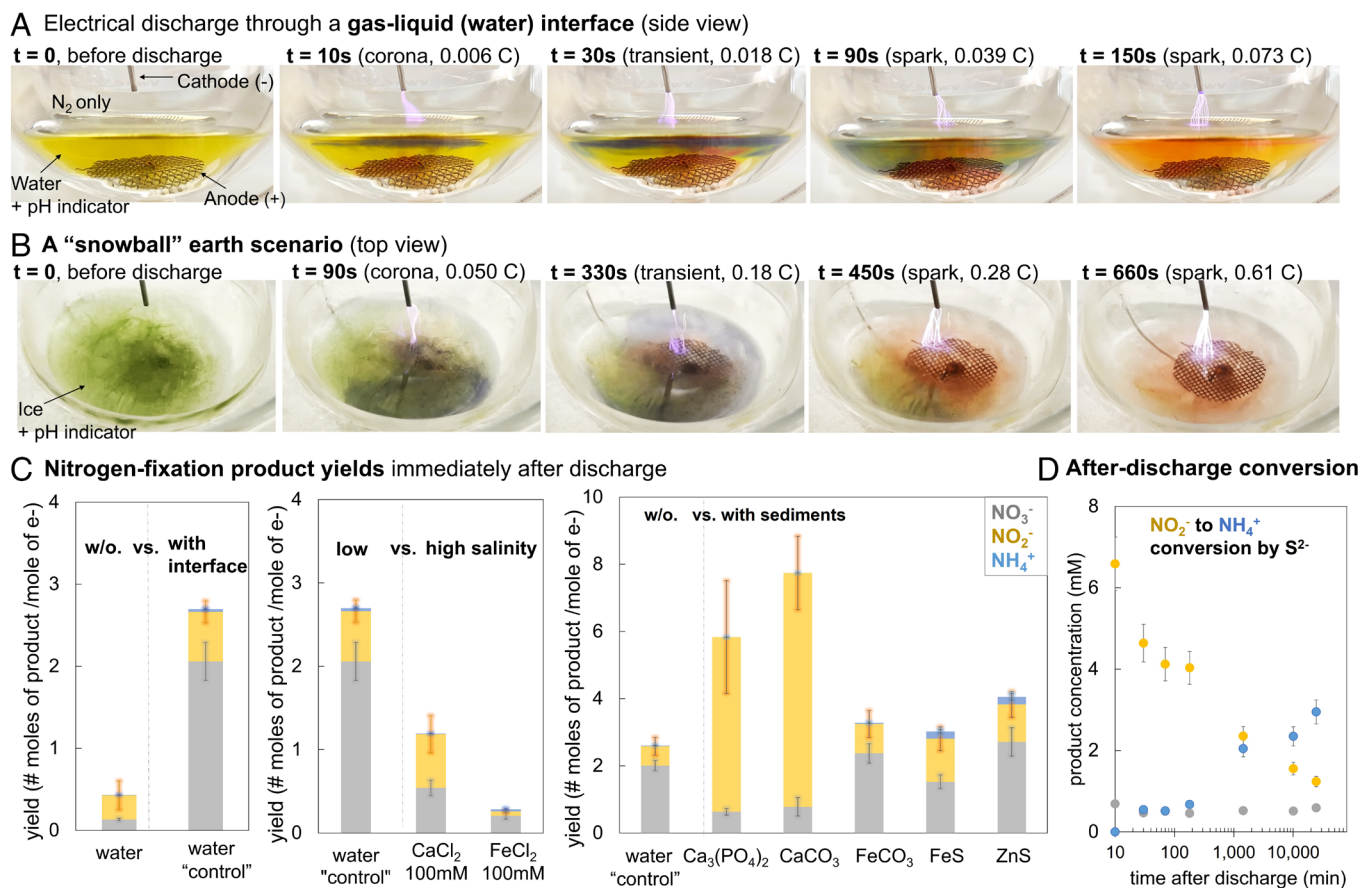 A Electrical discharge through a gas-liquid (water) interface (side view)
t = 0, before discharge
t = 10s (corona, 0.006 C)
t = 30s (transient, 0.018 C)
t = 90s (spark, 0.039 C)
t = 150s (spark, 0.073 C)
Cathode (-)
N₂ only
Water
+ pH indicator
Anode (+)
B A “snowball” earth scenario (top view)
t = 0, before discharge
t = 90s (corona, 0.050 C)
t = 330s (transient, 0.18 C)
t = 450s (spark, 0.28 C)
t = 660s (spark, 0.61 C)
Ice
+ pH indicator
C Nitrogen-fixation product yields immediately after discharge
yield (# moles of product /mole of e-)
4
3
2
1
0
w/o. vs. with
interface
water
water
“control”
yield (# moles of product /mole of e-)
4
3
2
1
0
low vs. high salinity
water
"control"
CaCl₂
100mM
FeCl₂
100mM
yield (# moles of product /mole of e-)
10
8
6
4
2
0
w/o. vs. with sediments
NO₃⁻
NO₂⁻
NH₄⁺
water
“control”
Ca₃(PO₄)₂
CaCO₃
FeCO₃
FeS
ZnS
D After-discharge conversion
product concentration (mM)
8
6
4
2
0
NO₂⁻ to NH₄⁺
conversion by S²⁻
10
100
1,000
10,000
time after discharge (min)